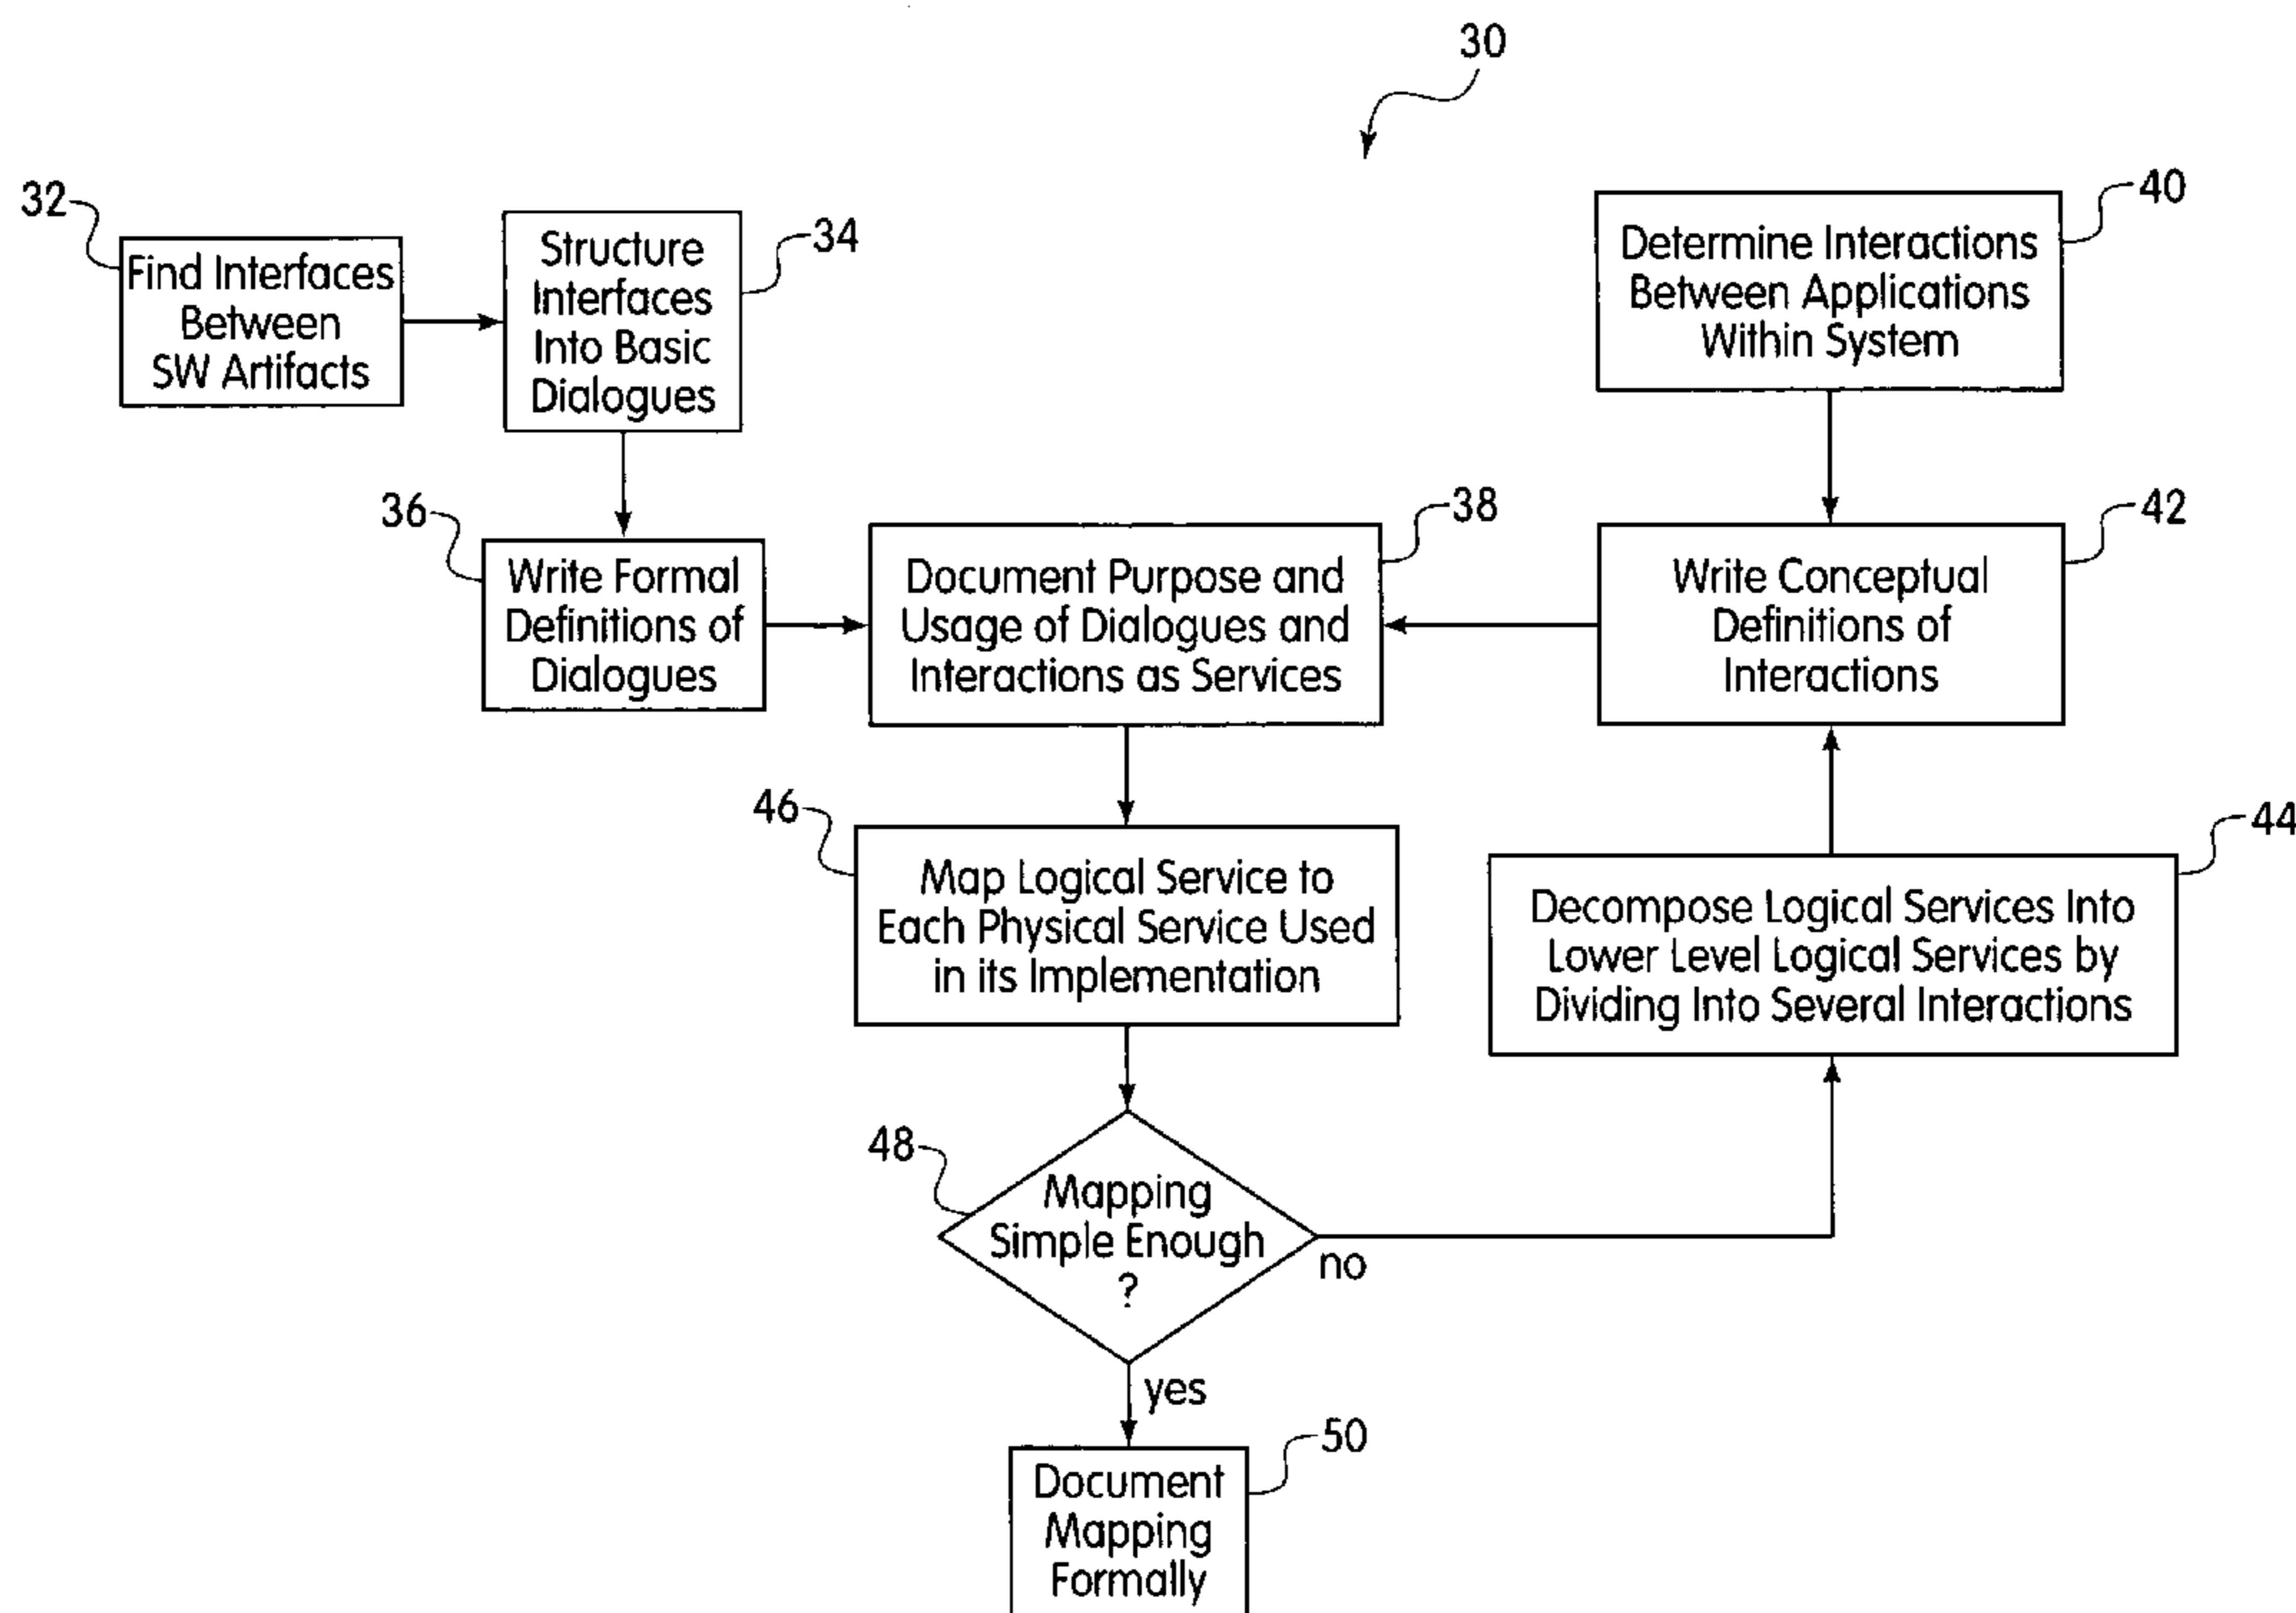 30
32
Find Interfaces
Between
SW Artifacts
34
Structure
Interfaces
Into Basic
Dialogues
40
Determine Interactions
Between Applications
Within System
36
Write Formal
Definitions of
Dialogues
38
Document Purpose and
Usage of Dialogues and
Interactions as Services
42
Write Conceptual
Definitions of
Interactions
46
Map Logical Service to
Each Physical Service Used
in its Implementation
44
Decompose Logical Services Into
Lower Level Logical Services by
Dividing Into Several Interactions
48
Mapping
Simple Enough
?
no
yes
50
Document
Mapping
Formally